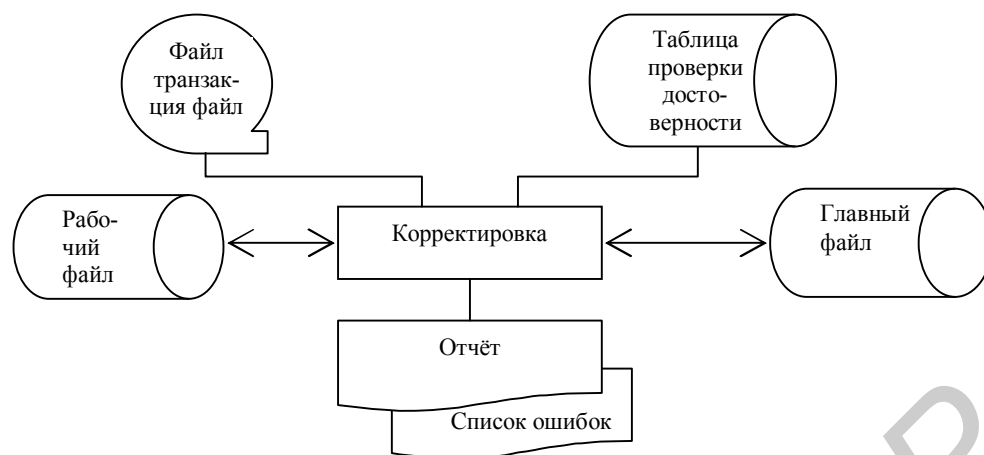 Файл
транзак-
ция файл
Таблица
проверки
досто-
верности
Рабо-
чий
файл
Корректировка
Главный
файл
Отчёт
Список ошибок